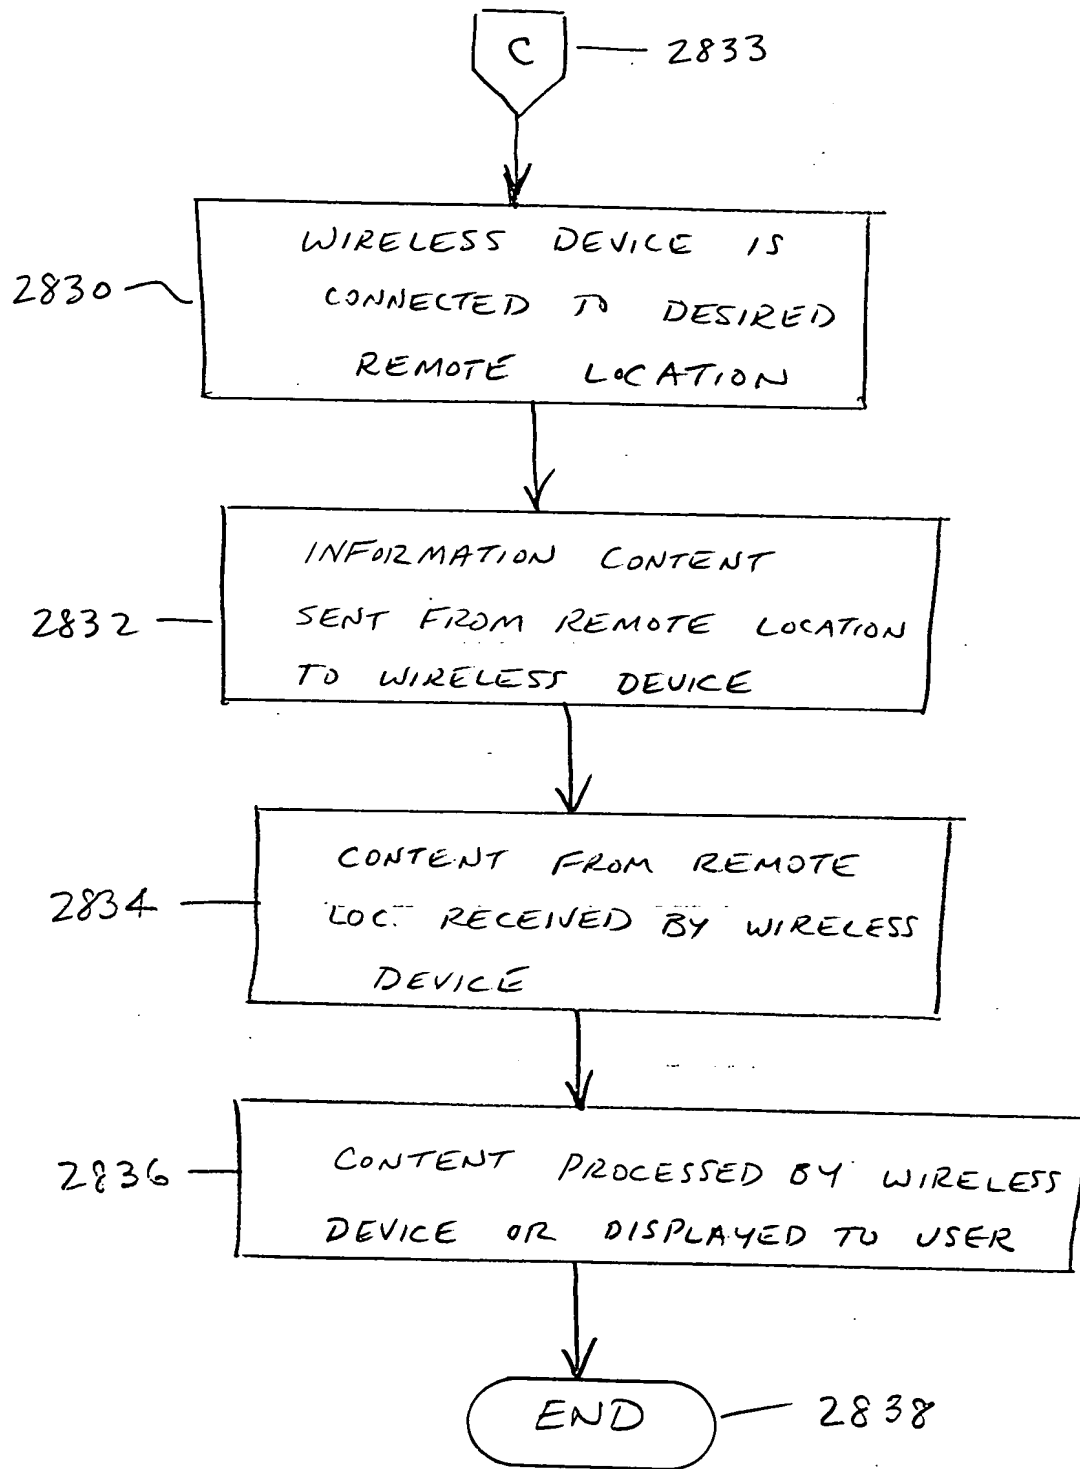 C 2833
WIRELESS DEVICE IS
2830 CONNECTED TO DESIRED
REMOTE LOCATION
INFORMATION CONTENT
2832 SENT FROM REMOTE LOCATION
TO WIRELESS DEVICE
CONTENT FROM REMOTE
2834 LOC. RECEIVED BY WIRELESS
DEVICE
2836 CONTENT PROCESSED BY WIRELESS
DEVICE OR DISPLAYED TO USER
END 2838